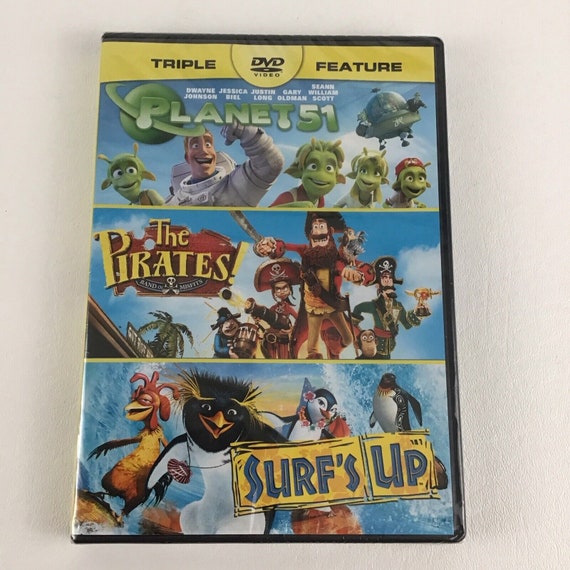 TRIPLE DVD VIDEO FEATURE
DWAYNE JOHNSON JESSICA BIEL JUSTIN LONG GARY OLDMAN SEANN WILLIAM SCOTT
PLANET 51
The
PIRATES!
BAND OF MISFITS
SURF'S UP